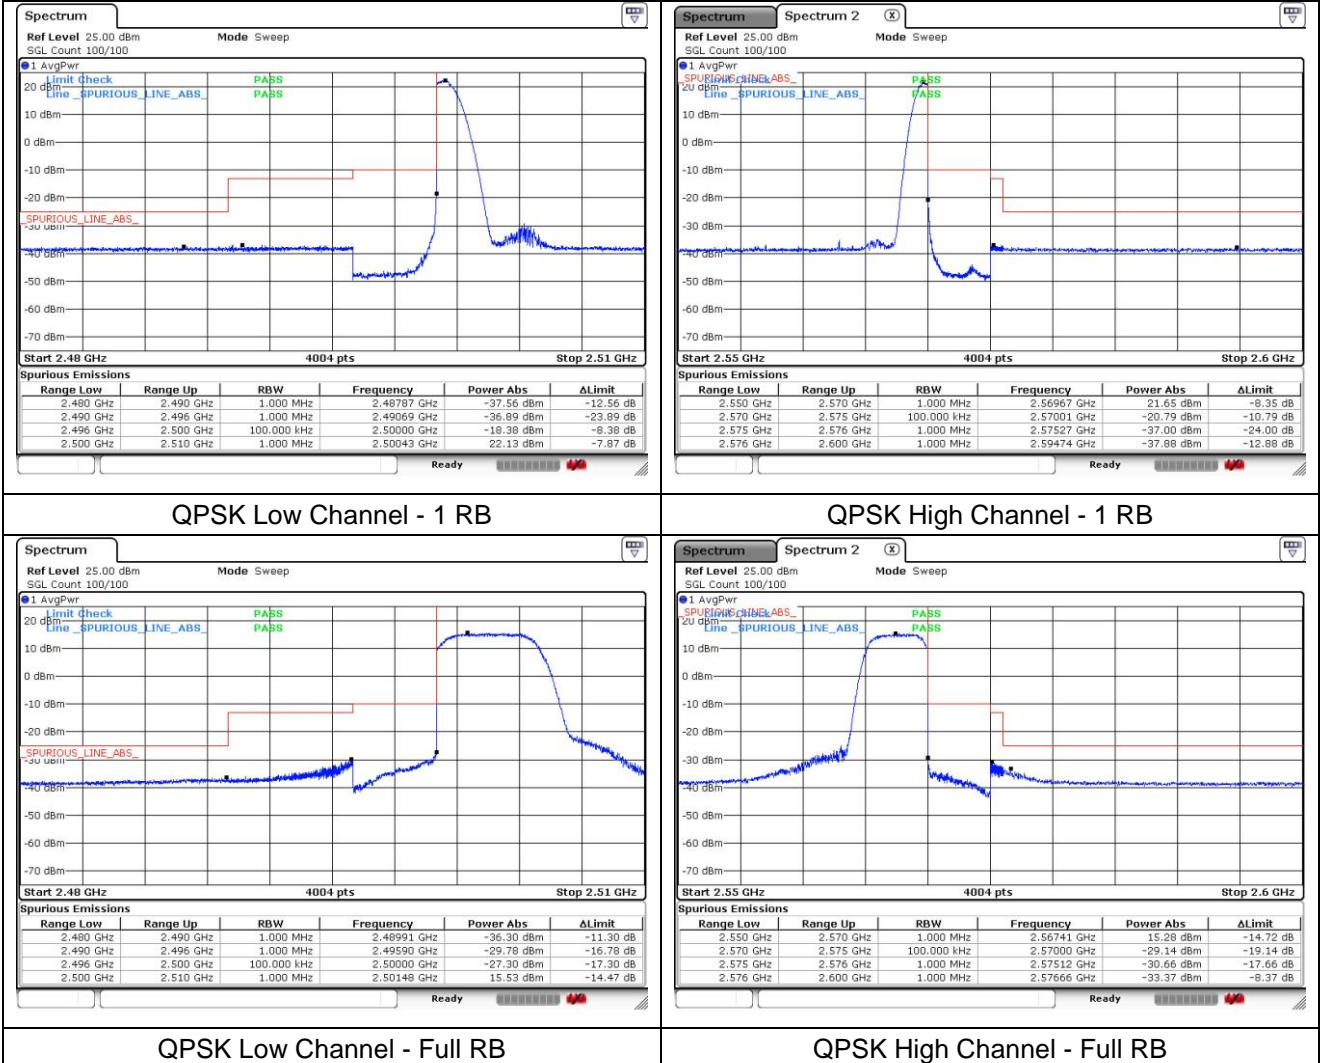 Spectrum
Ref Level 25.00 dBm Mode Sweep
SGL Count 100/100
1 AvgPwr
Limit Check PASS
Line _SPURIOUS_LINE_ABS_ PASS
20 dBm
10 dBm
0 dBm
-10 dBm
-20 dBm
_SPURIOUS_LINE_ABS_
-30 dBm
-40 dBm
-50 dBm
-60 dBm
-70 dBm
Start 2.48 GHz 4004 pts Stop 2.51 GHz
Spurious Emissions
Range Low Range Up RBW Frequency Power Abs ΔLimit
2.480 GHz 2.490 GHz 1.000 MHz 2.48787 GHz -37.56 dBm -12.56 dB
2.490 GHz 2.496 GHz 1.000 MHz 2.49069 GHz -36.89 dBm -23.89 dB
2.496 GHz 2.500 GHz 100.000 kHz 2.50000 GHz -18.38 dBm -8.38 dB
2.500 GHz 2.510 GHz 1.000 MHz 2.50043 GHz 22.13 dBm -7.87 dB
Ready
QPSK Low Channel - 1 RB
Spectrum Spectrum 2 X
Ref Level 25.00 dBm Mode Sweep
SGL Count 100/100
1 AvgPwr
_SPURIOUS_LINE_ABS_
Limit Check PASS
Line _SPURIOUS_LINE_ABS_ PASS
20 dBm
10 dBm
0 dBm
-10 dBm
-20 dBm
-30 dBm
-40 dBm
-50 dBm
-60 dBm
-70 dBm
Start 2.55 GHz 4004 pts Stop 2.6 GHz
Spurious Emissions
Range Low Range Up RBW Frequency Power Abs ΔLimit
2.550 GHz 2.570 GHz 1.000 MHz 2.56967 GHz 21.65 dBm -8.35 dB
2.570 GHz 2.575 GHz 100.000 kHz 2.57001 GHz -20.79 dBm -10.79 dB
2.575 GHz 2.576 GHz 1.000 MHz 2.57527 GHz -37.00 dBm -24.00 dB
2.576 GHz 2.600 GHz 1.000 MHz 2.59474 GHz -37.88 dBm -12.88 dB
Ready
QPSK High Channel - 1 RB
Spectrum
Ref Level 25.00 dBm Mode Sweep
SGL Count 100/100
1 AvgPwr
Limit Check PASS
Line _SPURIOUS_LINE_ABS_ PASS
20 dBm
10 dBm
0 dBm
-10 dBm
-20 dBm
_SPURIOUS_LINE_ABS_
-30 dBm
-40 dBm
-50 dBm
-60 dBm
-70 dBm
Start 2.48 GHz 4004 pts Stop 2.51 GHz
Spurious Emissions
Range Low Range Up RBW Frequency Power Abs ΔLimit
2.480 GHz 2.490 GHz 1.000 MHz 2.48991 GHz -36.30 dBm -11.30 dB
2.490 GHz 2.496 GHz 1.000 MHz 2.49590 GHz -29.78 dBm -16.78 dB
2.496 GHz 2.500 GHz 100.000 kHz 2.50000 GHz -27.30 dBm -17.30 dB
2.500 GHz 2.510 GHz 1.000 MHz 2.50148 GHz 15.53 dBm -14.47 dB
Ready
QPSK Low Channel - Full RB
Spectrum Spectrum 2 X
Ref Level 25.00 dBm Mode Sweep
SGL Count 100/100
1 AvgPwr
_SPURIOUS_LINE_ABS_
Limit Check PASS
Line _SPURIOUS_LINE_ABS_ PASS
20 dBm
10 dBm
0 dBm
-10 dBm
-20 dBm
-30 dBm
-40 dBm
-50 dBm
-60 dBm
-70 dBm
Start 2.55 GHz 4004 pts Stop 2.6 GHz
Spurious Emissions
Range Low Range Up RBW Frequency Power Abs ΔLimit
2.550 GHz 2.570 GHz 1.000 MHz 2.56741 GHz 15.28 dBm -14.72 dB
2.570 GHz 2.575 GHz 100.000 kHz 2.57000 GHz -29.14 dBm -19.14 dB
2.575 GHz 2.576 GHz 1.000 MHz 2.57512 GHz -30.66 dBm -17.66 dB
2.576 GHz 2.600 GHz 1.000 MHz 2.57666 GHz -33.37 dBm -8.37 dB
Ready
QPSK High Channel - Full RB